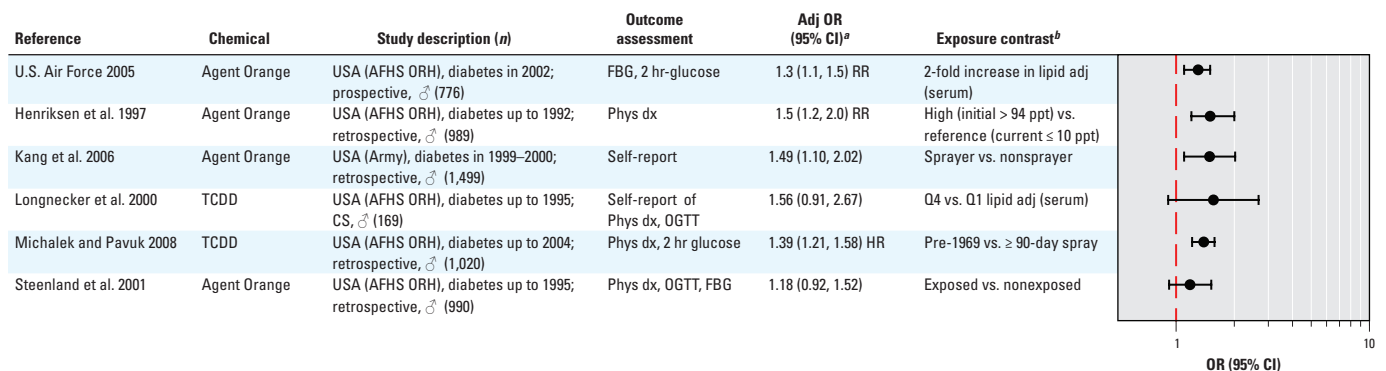 Reference Chemical Study description (n) Outcome assessment Adj OR (95% CI)a Exposure contrastb
U.S. Air Force 2005 Agent Orange USA (AFHS ORH), diabetes in 2002; FBG, 2 hr-glucose 1.3 (1.1, 1.5) RR 2-fold increase in lipid adj
prospective, ♂ (776) (serum)
Henriksen et al. 1997 Agent Orange USA (AFHS ORH), diabetes up to 1992; Phys dx 1.5 (1.2, 2.0) RR High (initial > 94 ppt) vs.
retrospective, ♂ (989) reference (current ≤ 10 ppt)
Kang et al. 2006 Agent Orange USA (Army), diabetes in 1999–2000; Self-report 1.49 (1.10, 2.02) Sprayer vs. nonsprayer
retrospective, ♂ (1,499)
Longnecker et al. 2000 TCDD USA (AFHS ORH), diabetes up to 1995; Self-report of 1.56 (0.91, 2.67) Q4 vs. Q1 lipid adj (serum)
CS, ♂ (169) Phys dx, OGTT
Michalek and Pavuk 2008 TCDD USA (AFHS ORH), diabetes up to 2004; Phys dx, 2 hr glucose 1.39 (1.21, 1.58) HR Pre-1969 vs. ≥ 90-day spray
retrospective, ♂ (1,020)
Steenland et al. 2001 Agent Orange USA (AFHS ORH), diabetes up to 1995; Phys dx, OGTT, FBG 1.18 (0.92, 1.52) Exposed vs. nonexposed
retrospective, ♂ (990)
1 10
OR (95% CI)